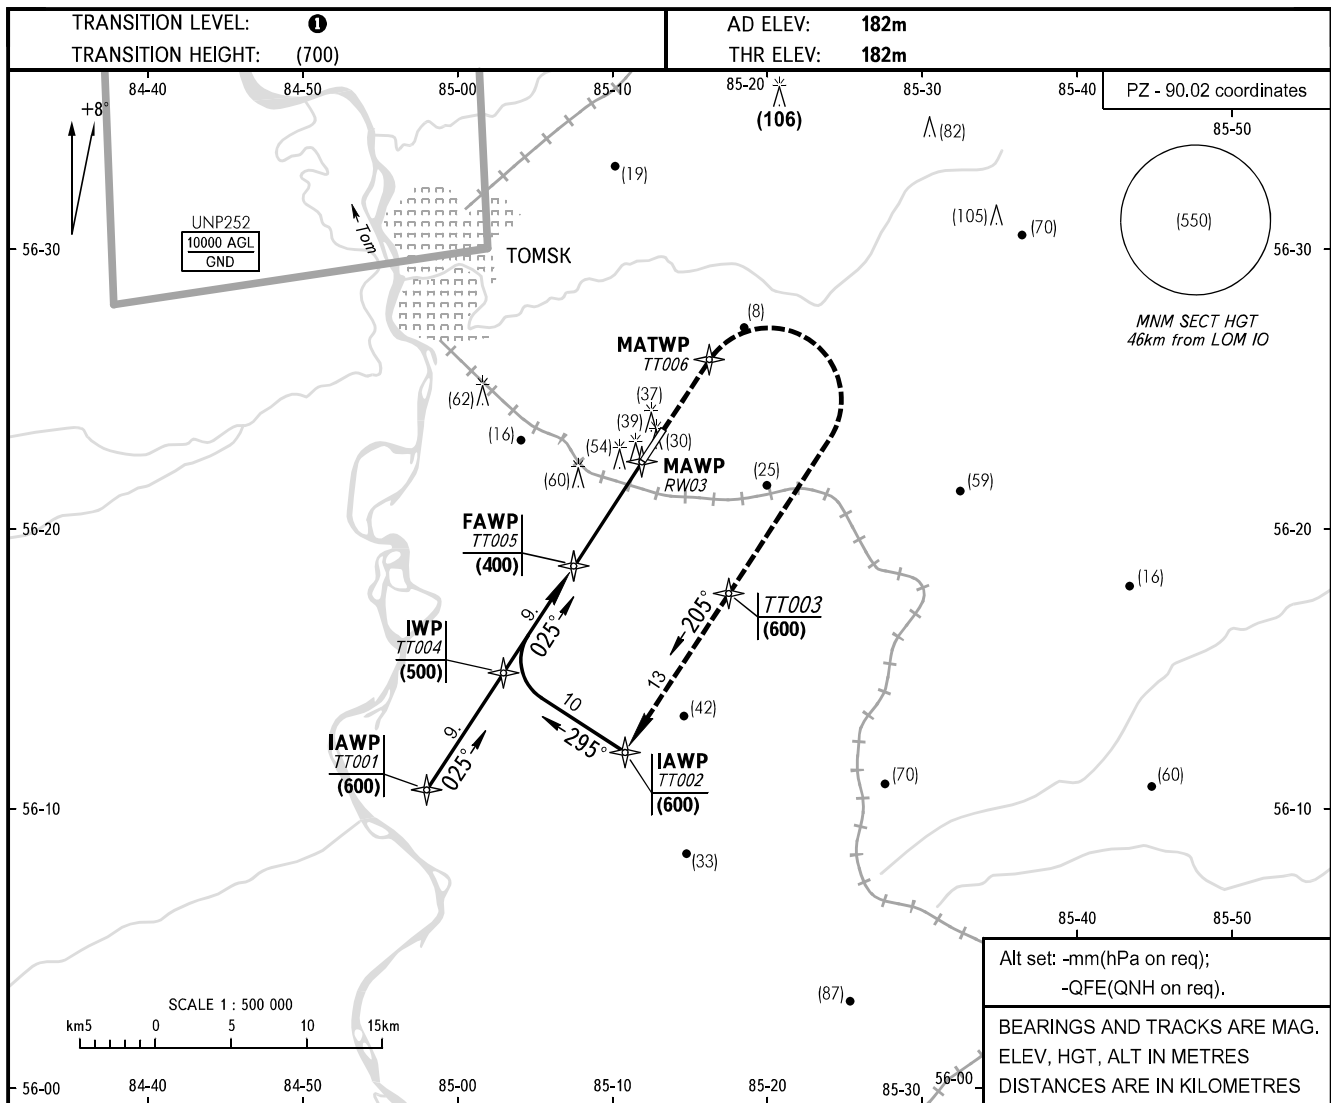 TRANSITION LEVEL: 1
TRANSITION HEIGHT: (700)
AD ELEV: 182m
THR ELEV: 182m
84-40
84-50
85-00
85-10
85-20
85-30
85-40
PZ - 90.02 coordinates
85-50
+8°
(106)
(82)
(19)
UNP252
10000 AGL
GND
Tom
(105)
(70)
(550)
56-30
TOMSK
56-30
MNM SECT HGT
46km from LOM IO
(8)
MATWP
TT006
(62)
(37)
(39)
(16)
(54)
(30)
(60)
MAWP
RW03
(25)
(59)
56-20
56-20
FAWP
TT005
(400)
(16)
9.
025°
205°
TT003
(600)
IWP
TT004
(500)
13
10
(42)
295°
9.
025°
IAWP
TT001
(600)
IAWP
TT002
(600)
(70)
(60)
56-10
56-10
(33)
85-40
85-50
Alt set: -mm(hPa on req);
-QFE(QNH on req).
(87)
SCALE 1 : 500 000
km5 0 5 10 15km
BEARINGS AND TRACKS ARE MAG.
ELEV, HGT, ALT IN METRES
DISTANCES ARE IN KILOMETRES
56-00
84-40
84-50
85-00
85-10
85-20
85-30
56-00